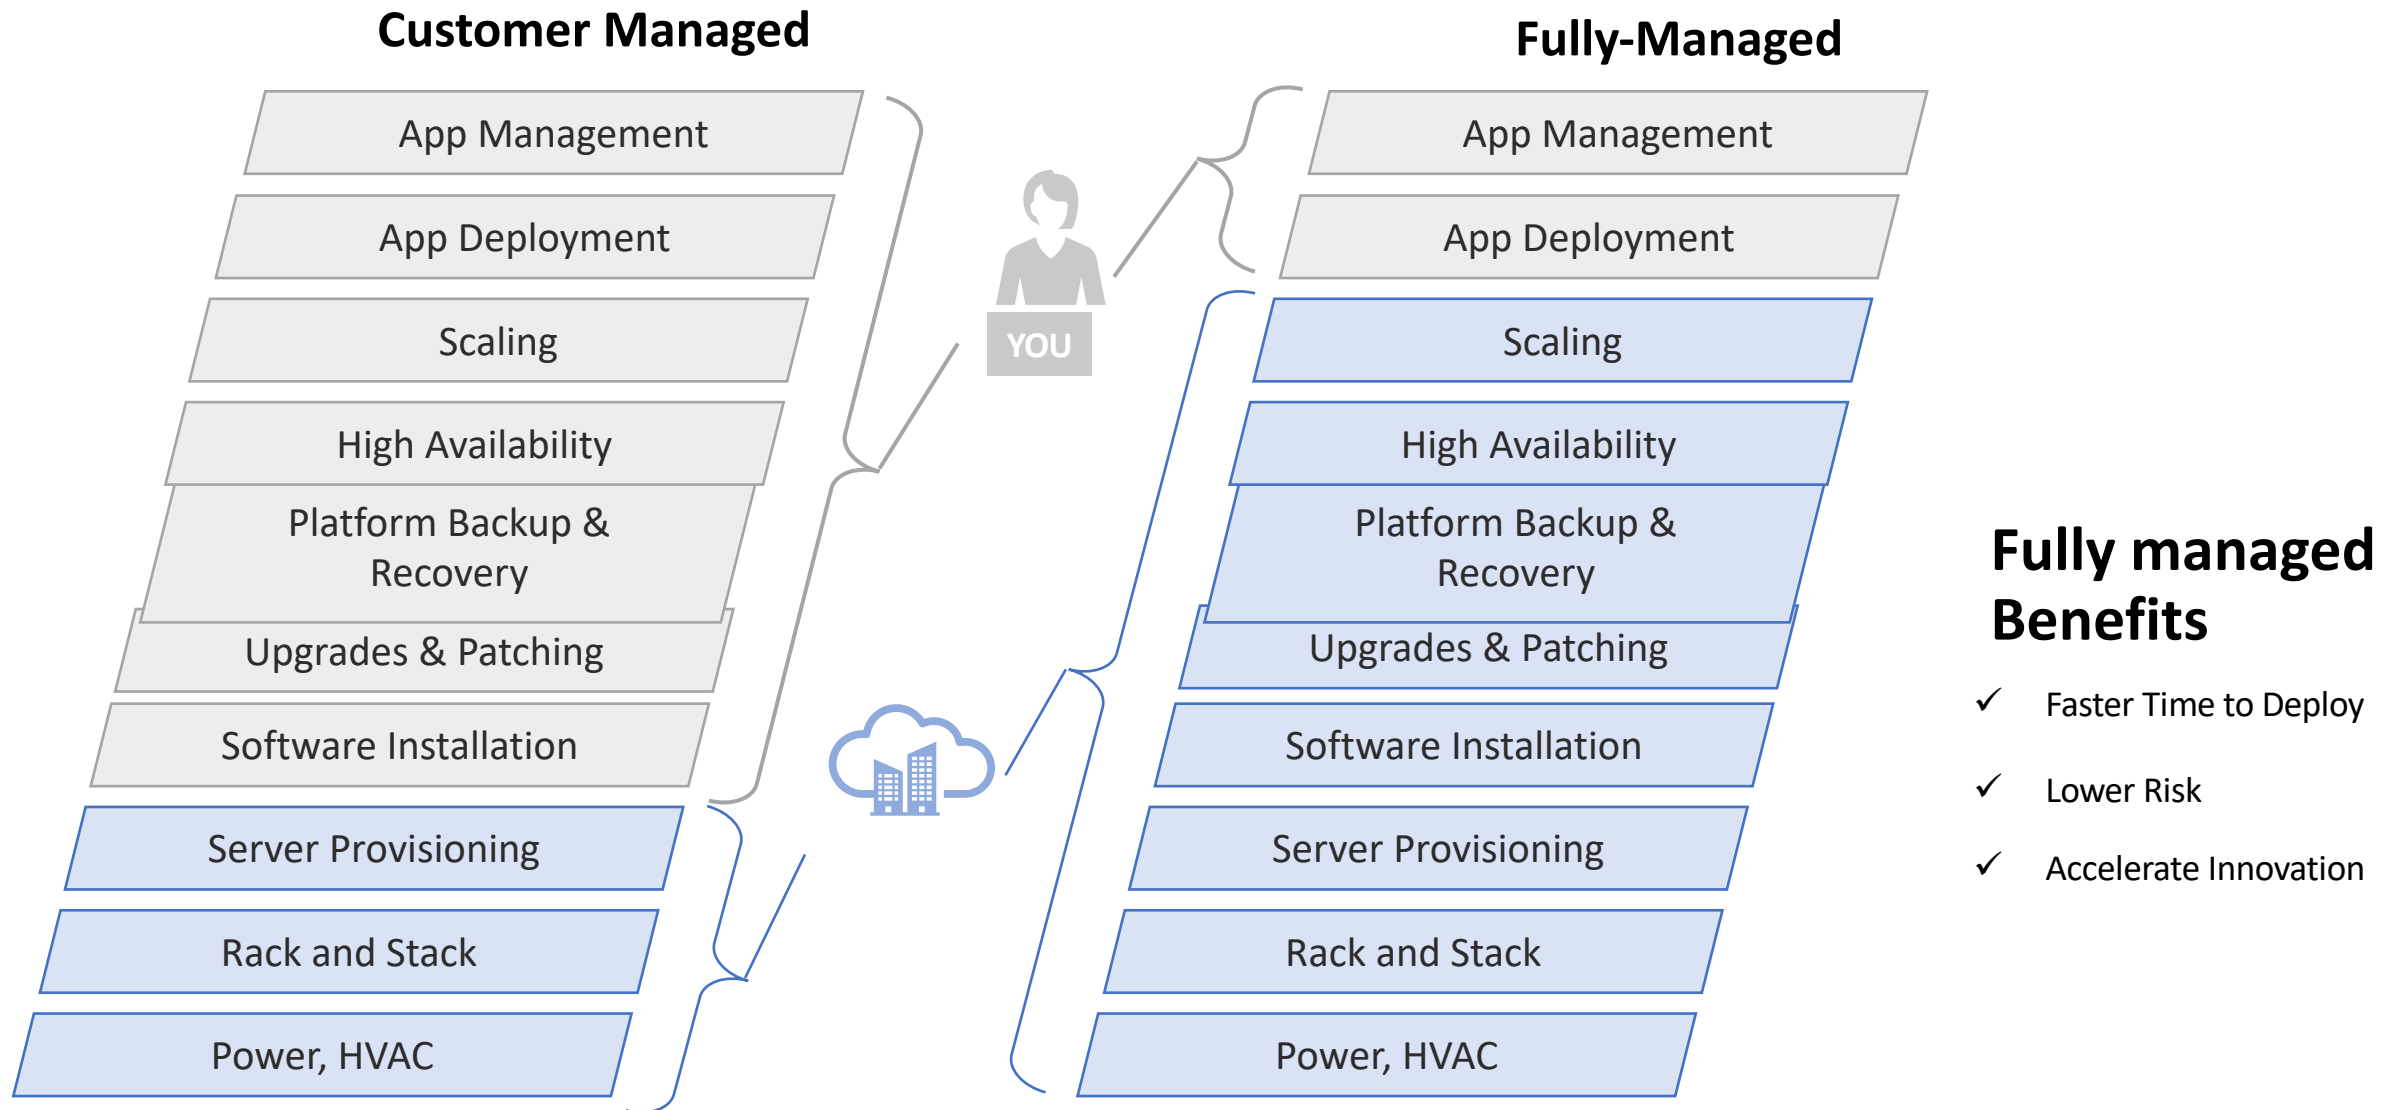 Customer Managed
App Management
App Deployment
Scaling
High Availability
Platform Backup &
Recovery
Upgrades & Patching
Software Installation
Server Provisioning
Rack and Stack
Power, HVAC
YOU
Fully-Managed
App Management
App Deployment
Scaling
High Availability
Platform Backup &
Recovery
Upgrades & Patching
Software Installation
Server Provisioning
Rack and Stack
Power, HVAC
Fully managed
Benefits
✓ Faster Time to Deploy
✓ Lower Risk
✓ Accelerate Innovation